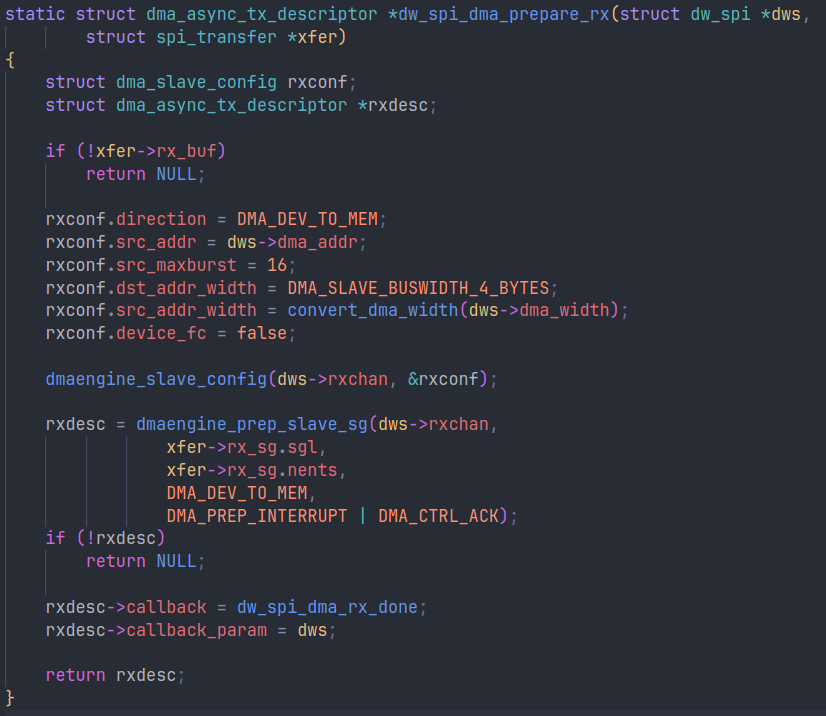 static struct dma_async_tx_descriptor *dw_spi_dma_prepare_rx(struct dw_spi *dws,
        struct spi_transfer *xfer)
{
    struct dma_slave_config rxconf;
    struct dma_async_tx_descriptor *rxdesc;

    if (!xfer->rx_buf)
        return NULL;

    rxconf.direction = DMA_DEV_TO_MEM;
    rxconf.src_addr = dws->dma_addr;
    rxconf.src_maxburst = 16;
    rxconf.dst_addr_width = DMA_SLAVE_BUSWIDTH_4_BYTES;
    rxconf.src_addr_width = convert_dma_width(dws->dma_width);
    rxconf.device_fc = false;

    dmaengine_slave_config(dws->rxchan, &rxconf);

    rxdesc = dmaengine_prep_slave_sg(dws->rxchan,
                xfer->rx_sg.sgl,
                xfer->rx_sg.nents,
                DMA_DEV_TO_MEM,
                DMA_PREP_INTERRUPT | DMA_CTRL_ACK);
    if (!rxdesc)
        return NULL;

    rxdesc->callback = dw_spi_dma_rx_done;
    rxdesc->callback_param = dws;

    return rxdesc;
}